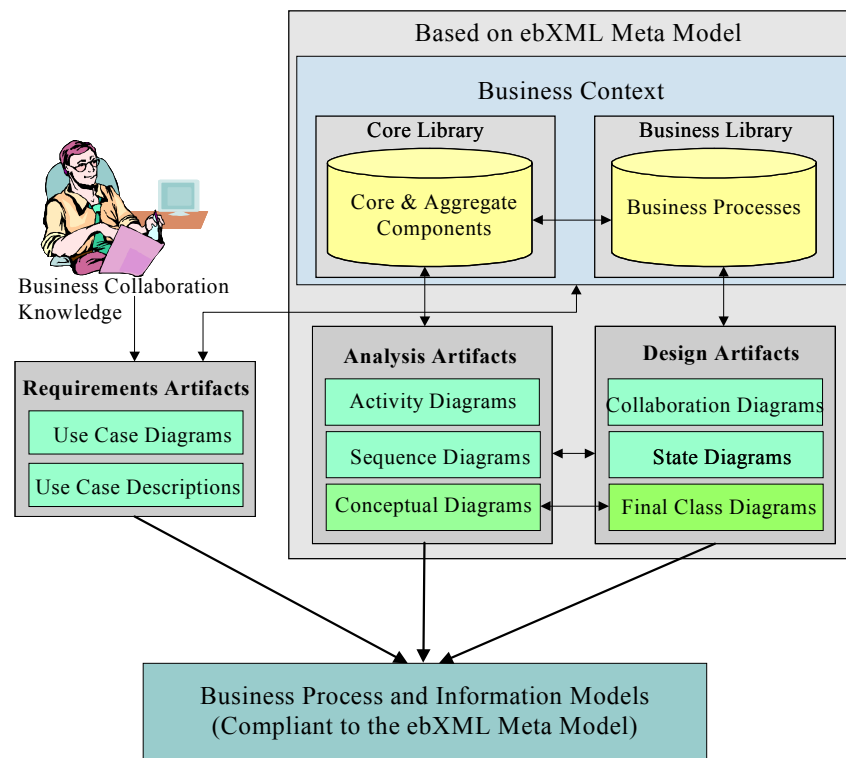 Based on ebXML Meta Model
Business Context
Core Library
Business Library
Core & Aggregate
Components
Business Processes
Business Collaboration
Knowledge
Requirements Artifacts
Use Case Diagrams
Use Case Descriptions
Analysis Artifacts
Activity Diagrams
Sequence Diagrams
Conceptual Diagrams
Design Artifacts
Collaboration Diagrams
State Diagrams
Final Class Diagrams
Business Process and Information Models
(Compliant to the ebXML Meta Model)